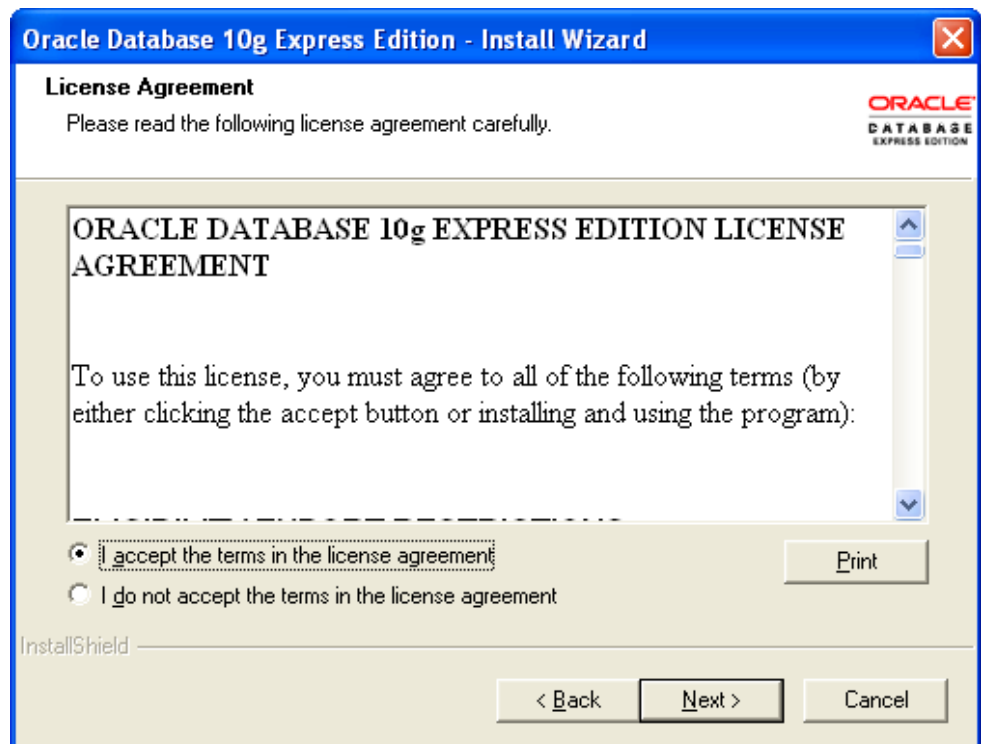 Oracle Database 10g Express Edition - Install Wizard
License Agreement
Please read the following license agreement carefully.
ORACLE
DATABASE
EXPRESS EDITION
ORACLE DATABASE 10g EXPRESS EDITION LICENSE
AGREEMENT
To use this license, you must agree to all of the following terms (by
either clicking the accept button or installing and using the program):
I accept the terms in the license agreement
Print
I do not accept the terms in the license agreement
InstallShield
< Back
Next >
Cancel